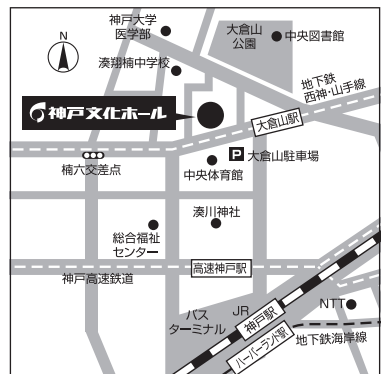 N
神戸大学
医学部
湊翔楠中学校
大倉山
公園
中央図書館
地下鉄
西神・山手線
神戸文化ホール
大倉山駅
P 大倉山駐車場
楠六交差点
中央体育館
湊川神社
総合福祉
センター
高速神戸駅
神戸高速鉄道
バス
ターミナル
JR
神戸駅
ハーバーランド駅
NTT
地下鉄海岸線